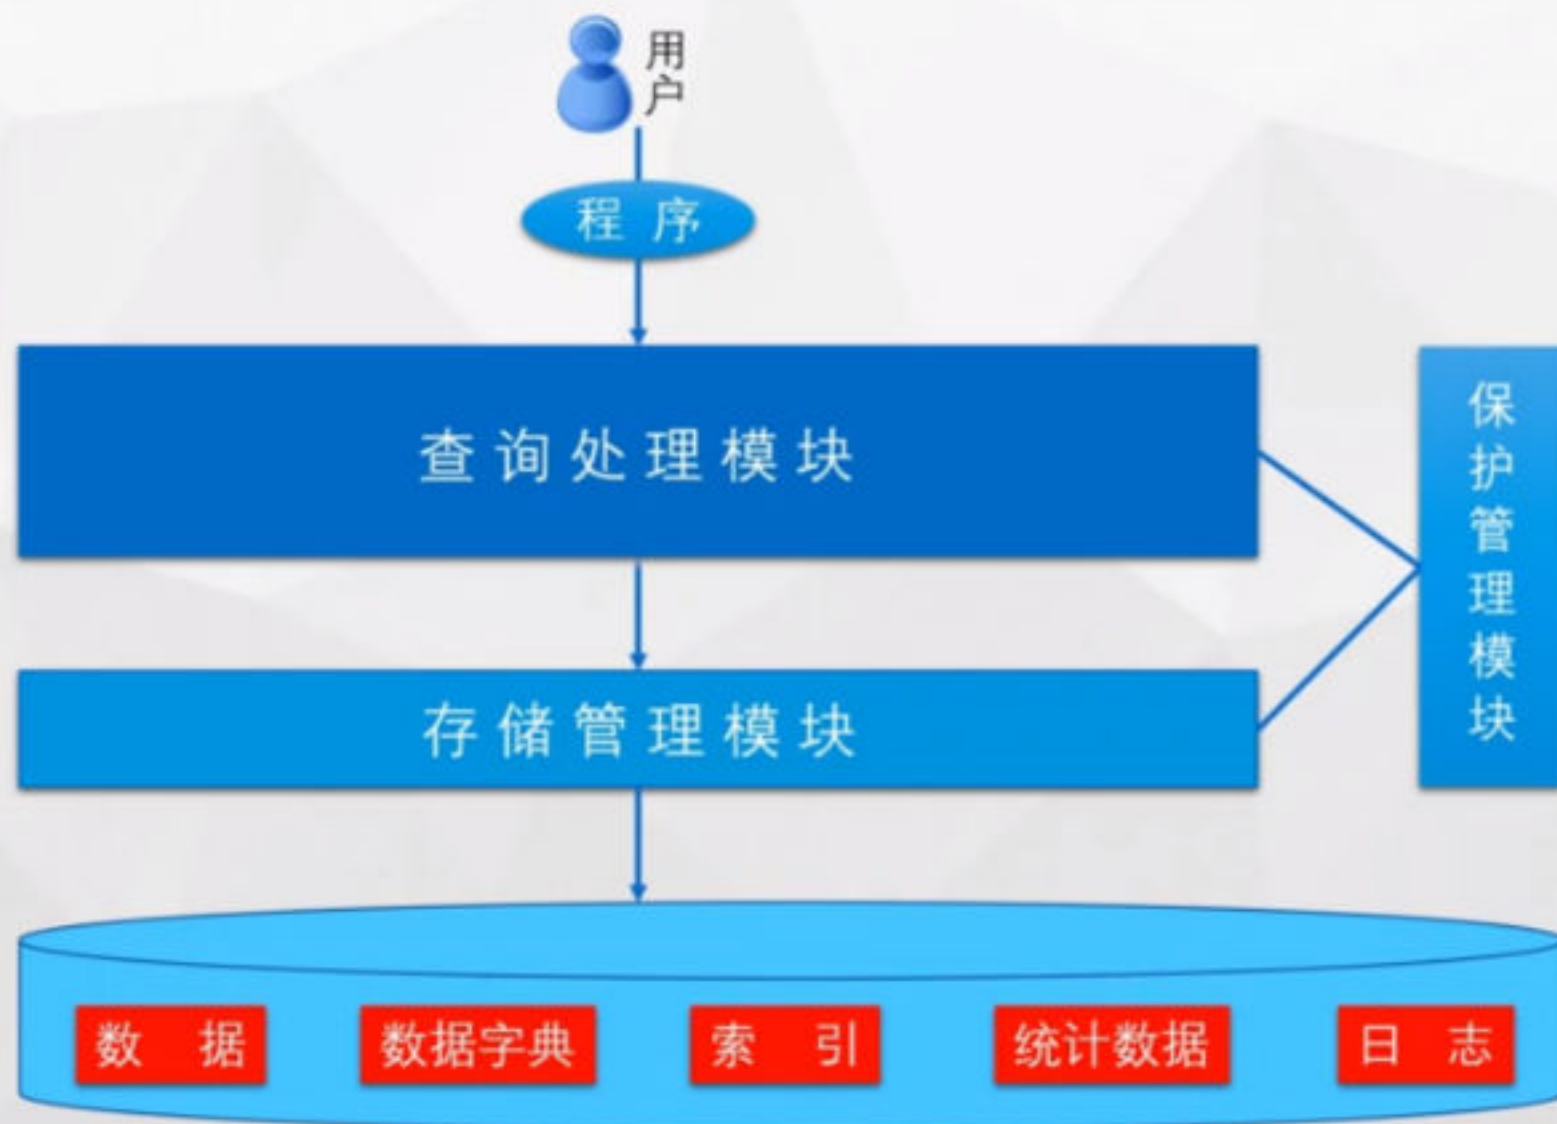 用户
程序
查询处理模块
保护管理模块
存储管理模块
数据 数据字典 索引 统计数据 日志